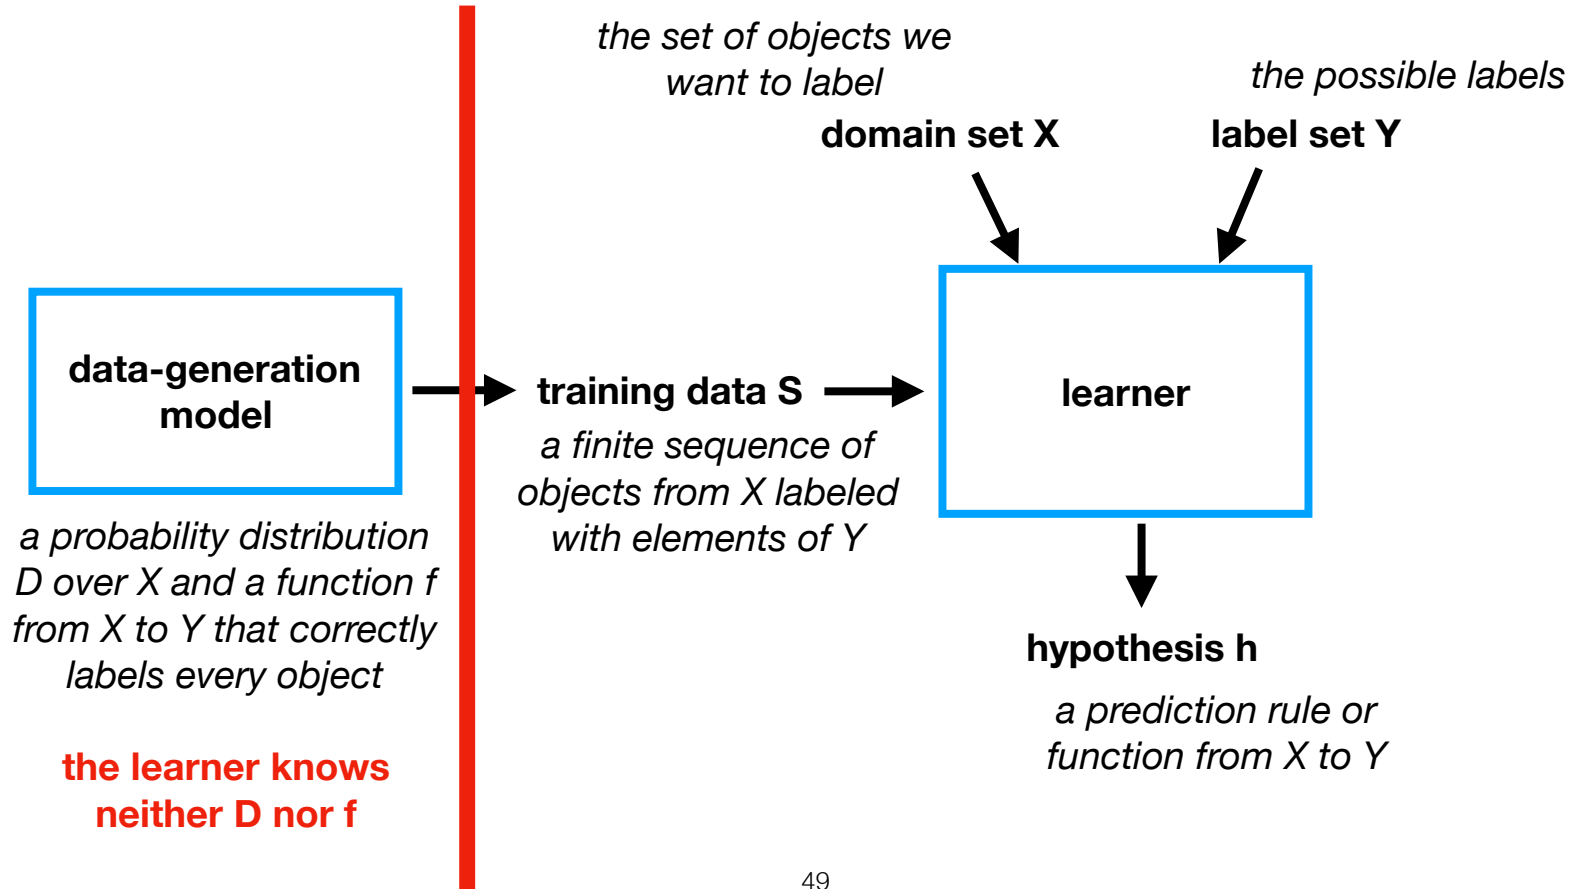 the set of objects we
want to label
domain set X
the possible labels
label set Y
data-generation
model
a probability distribution
D over X and a function f
from X to Y that correctly
labels every object
the learner knows
neither D nor f
training data S
a finite sequence of
objects from X labeled
with elements of Y
learner
hypothesis h
a prediction rule or
function from X to Y
49